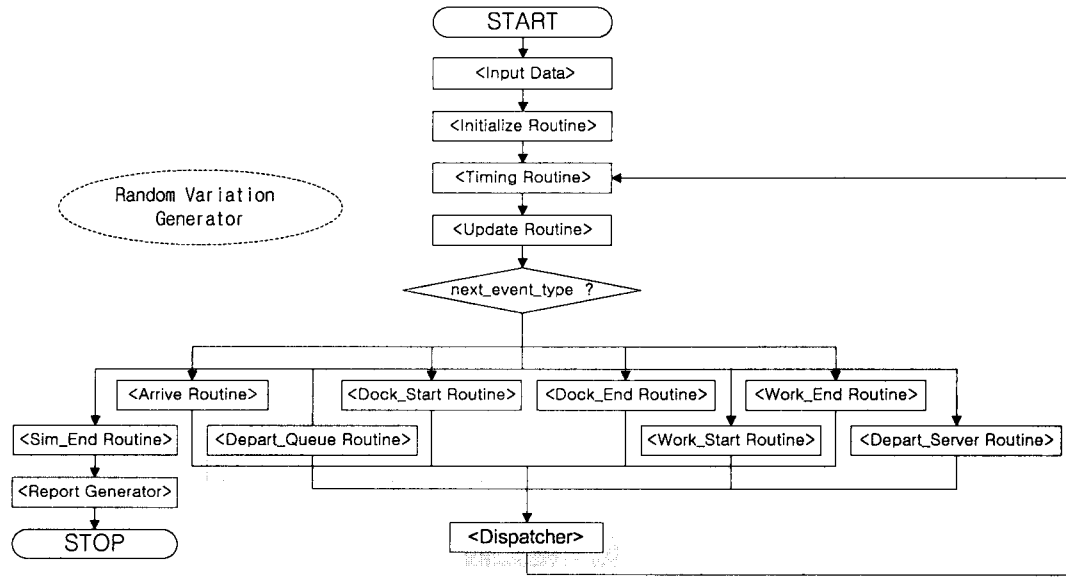 START
<Input Data>
<Initialize Routine>
<Timing Routine>
Random Variation
Generator
<Update Routine>
next_event_type ?
<Arrive Routine>
<Dock_Start Routine>
<Dock_End Routine>
<Work_End Routine>
<Sim_End Routine>
<Depart_Queue Routine>
<Work_Start Routine>
<Depart_Server Routine>
<Report Generator>
STOP
<Dispatcher>